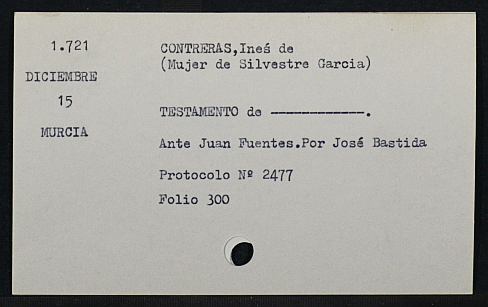 1.721
DICIEMBRE
15
MURCIA
CONTRERAS,Inés de
(Mujer de Silvestre Garcia)
TESTAMENTO de ------------.
Ante Juan Fuentes.Por José Bastida
Protocolo Nº 2477
Folio 300